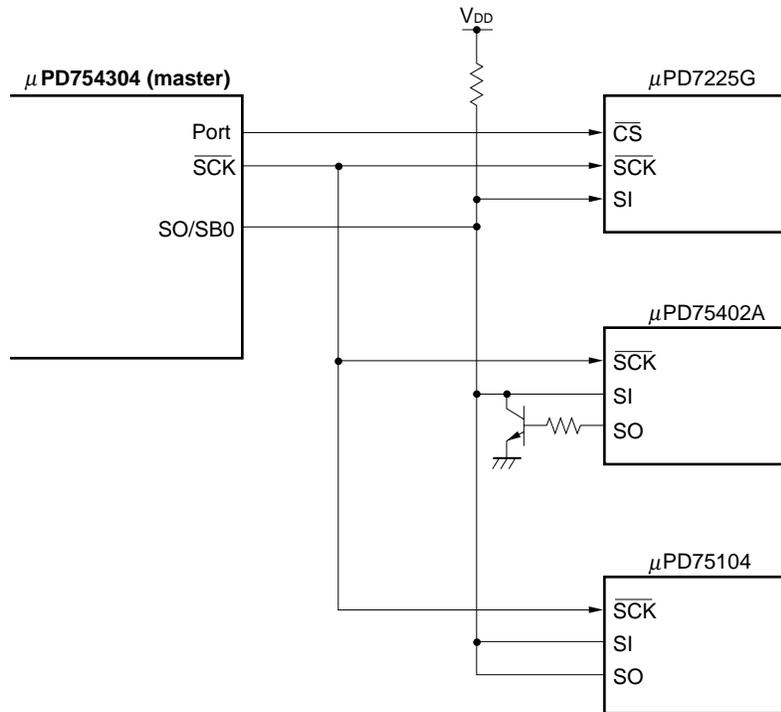 VDD
μPD754304 (master)
Port
SCK
SO/SB0
μPD7225G
CS
SCK
SI
μPD75402A
SCK
SI
SO
μPD75104
SCK
SI
SO